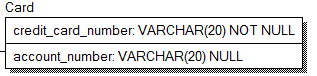 Card
credit_card_number: VARCHAR(20) NOT NULL
account_number: VARCHAR(20) NULL